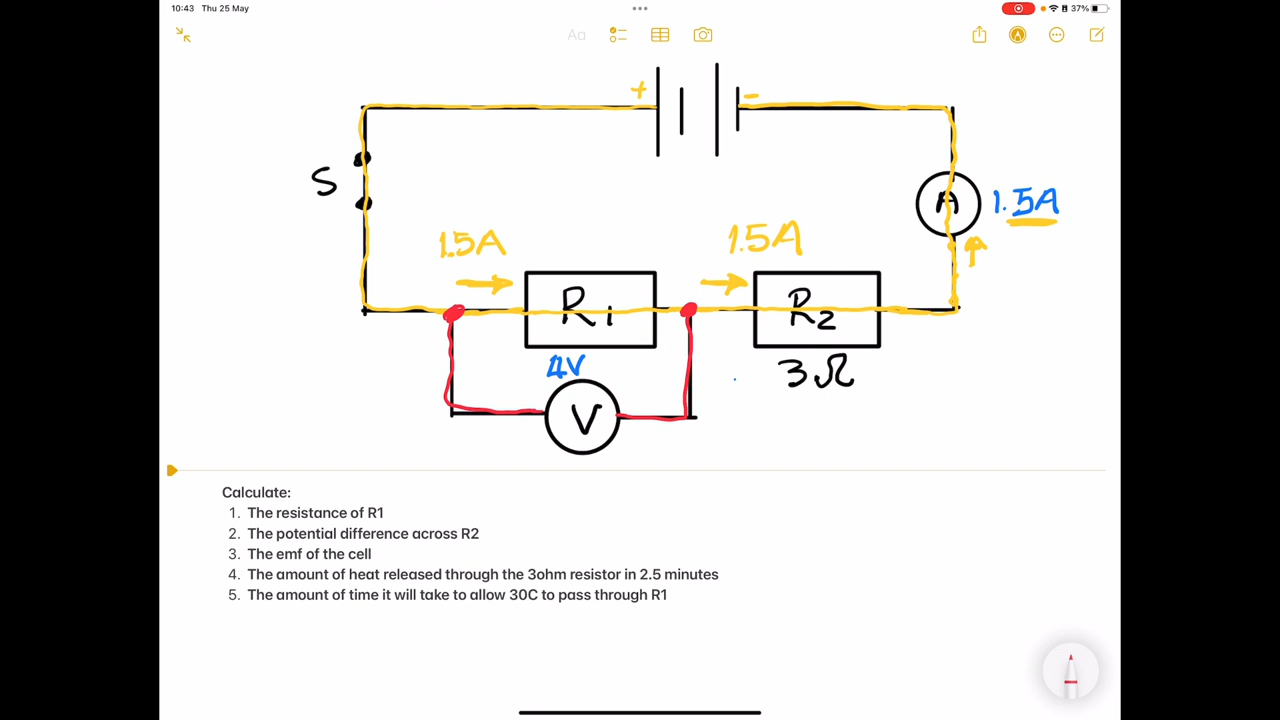 10:43 Thu 25 May
37%
Aa
+ -
S
A 1.5A
1.5A 1.5A
R1 R2
4V 3Ω
V
Calculate:
1. The resistance of R1
2. The potential difference across R2
3. The emf of the cell
4. The amount of heat released through the 3ohm resistor in 2.5 minutes
5. The amount of time it will take to allow 30C to pass through R1